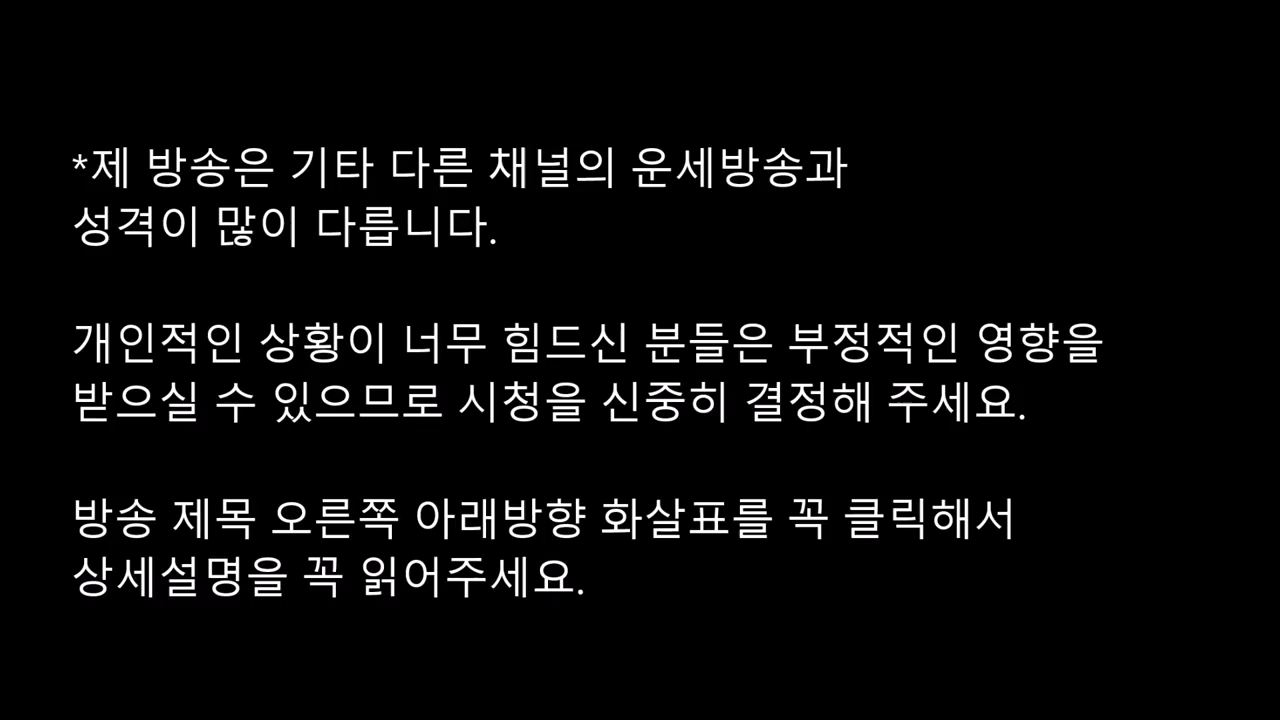 *제 방송은 기타 다른 채널의 운세방송과
성격이 많이 다릅니다.
개인적인 상황이 너무 힘드신 분들은 부정적인 영향을
받으실 수 있으므로 시청을 신중히 결정해 주세요.
방송 제목 오른쪽 아래방향 화살표를 꼭 클릭해서
상세설명을 꼭 읽어주세요.